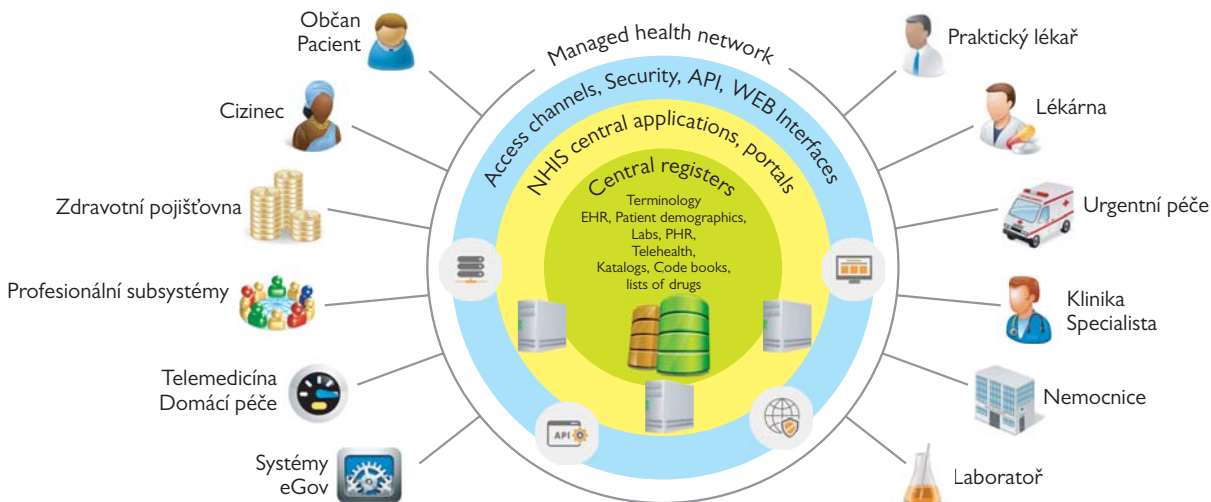 Občan
Pacient
Cizinec
Zdravotní pojišťovna
Profesionální subsystémy
Telemedicína
Domácí péče
Systémy
eGov
Managed health network
Access channels, Security, API, WEB Interfaces
NHIS central applications, portals
Central registers
Terminology
EHR, Patient demographics,
Labs, PHR,
Telehealth,
Katalogs, Code books,
lists of drugs
API
Praktický lékař
Lékárna
Urgentní péče
Klinika
Specialista
Nemocnice
Laboratoř